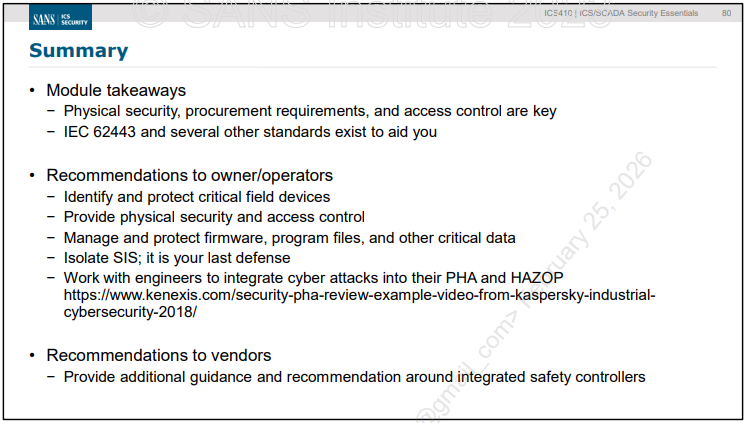 © SANS Institute 2026
SANS ICS SECURITY
ICS410 | ICS/SCADA Security Essentials 80
Summary
• Module takeaways
− Physical security, procurement requirements, and access control are key
− IEC 62443 and several other standards exist to aid you
• Recommendations to owner/operators
− Identify and protect critical field devices
− Provide physical security and access control
− Manage and protect firmware, program files, and other critical data
− Isolate SIS; it is your last defense
− Work with engineers to integrate cyber attacks into their PHA and HAZOP
https://www.kenexis.com/security-pha-review-example-video-from-kaspersky-industrial-
cybersecurity-2018/
• Recommendations to vendors
− Provide additional guidance and recommendation around integrated safety controllers
@gmail_com> February 25, 2026